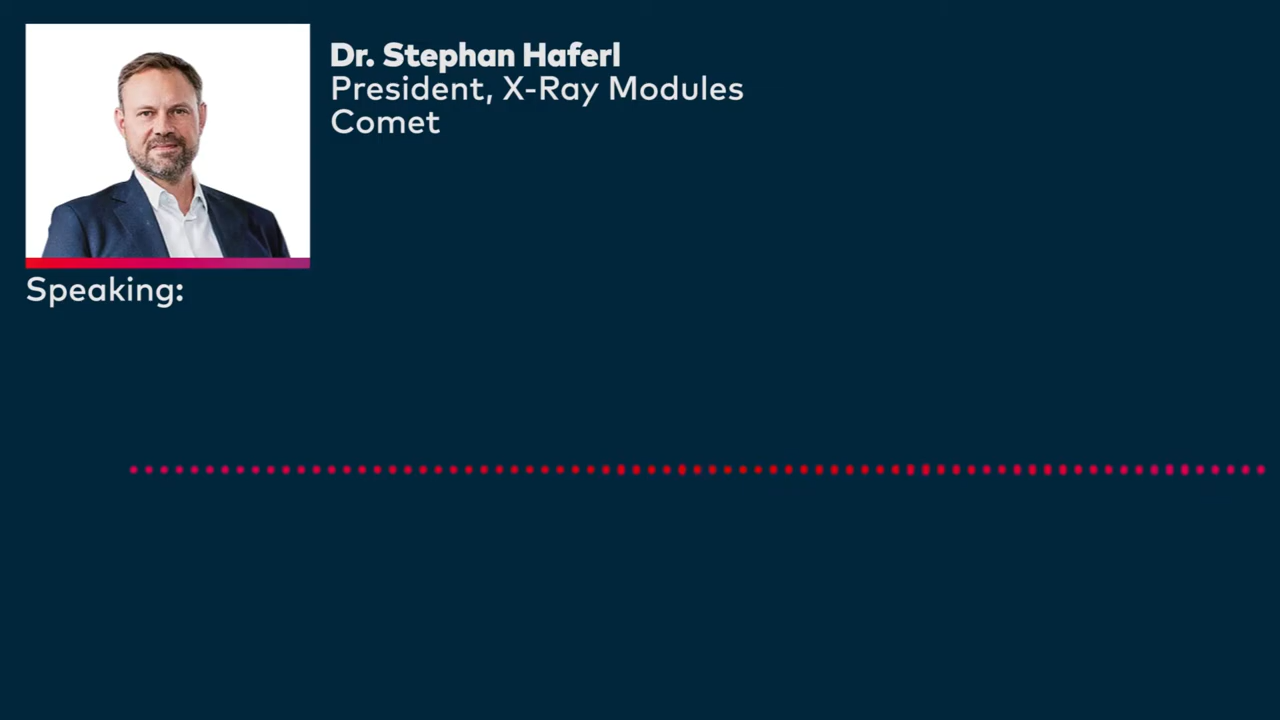 Dr. Stephan Haferl
President, X-Ray Modules
Comet
Speaking: